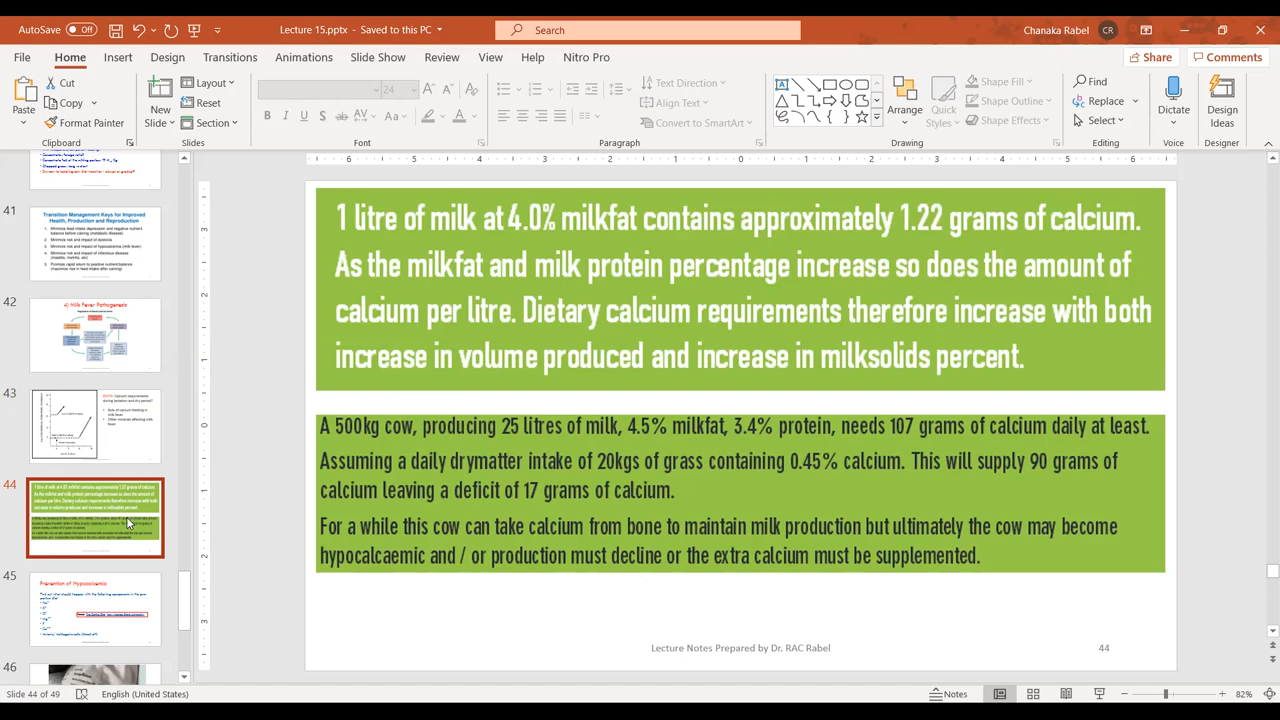 AutoSave Off Lecture 15.pptx - Saved to this PC Search Chanaka Rabel CR
File Home Insert Design Transitions Animations Slide Show Review View Help Nitro Pro Share Comments
Paste Cut Copy Format Painter Clipboard
New Slide Layout Reset Section Slides
24 Font
Text Direction Align Text Convert to SmartArt Paragraph
Arrange Quick Styles Shape Fill Shape Outline Shape Effects Drawing
Find Replace Select Editing
Dictate Voice
Design Ideas Designer
41
Transition Management Keys for Improved
Health, Production and Reproduction
42
4) Milk Fever Pathogenesis
43
44
45
Prevention of Hypocalcaemia
46
1 litre of milk at 4.0% milkfat contains approximately grams of calcium.
As the milkfat and milk protein percentage increase so does the amount of
calcium per litre. Dietary calcium requirements therefore increase with both
increase in volume produced and increase in milksolids percent.
A 500kg cow, producing 25 litres of milk, 4.5% milkfat, 3.4% protein, needs 107 grams of calcium daily at least.
Assuming a daily drymatter intake of 20kgs of grass containing 0.45% calcium. This will supply 90 grams of
calcium leaving a deficit of 17 grams of calcium.
For a while this cow can take calcium from bone to maintain milk production but ultimately the cow may become
hypocalcaemic and / or production must decline or the extra calcium must be supplemented.
Lecture Notes Prepared by Dr. RAC Rabel 44
Slide 44 of 49 English (United States) Notes 82%